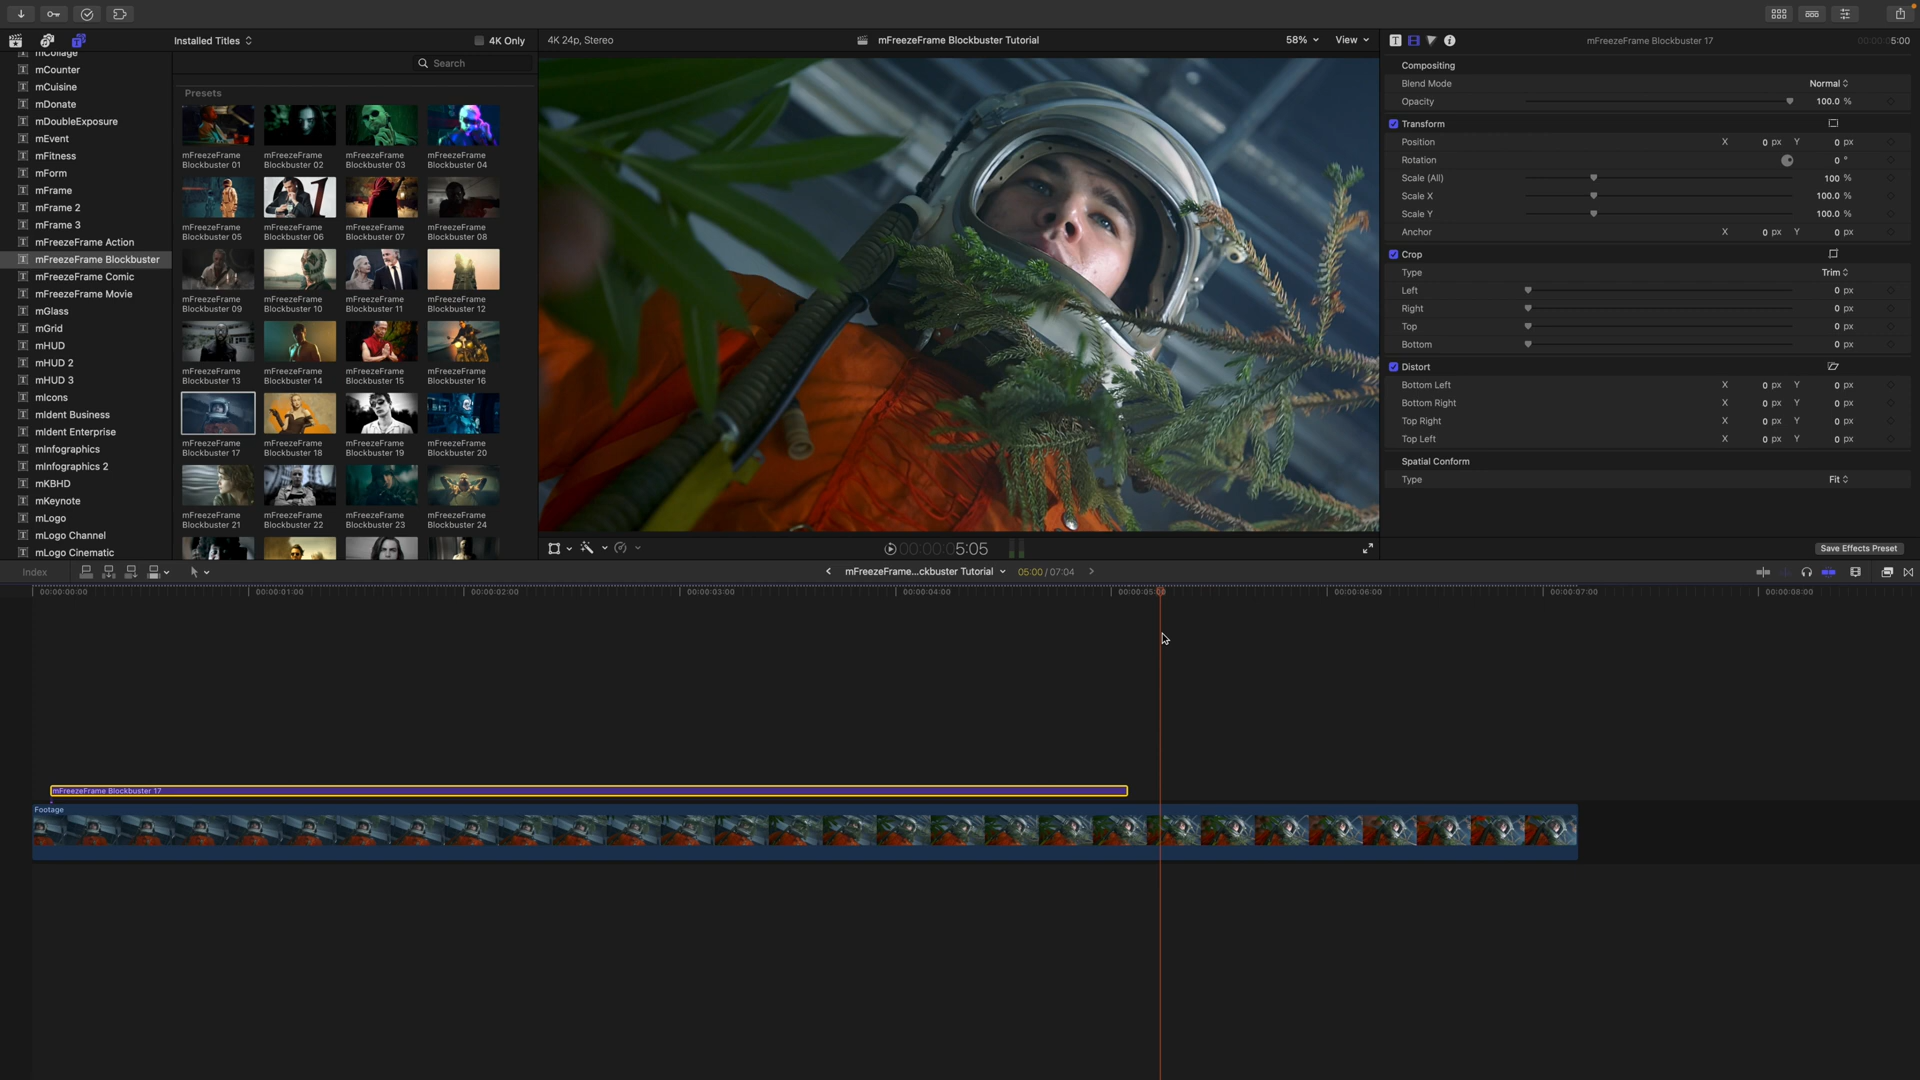 Installed Titles
4K Only
4K 24p, Stereo
mFreezeFrame Blockbuster Tutorial
58%
View
mFreezeFrame Blockbuster 17
00:00:05:00
Search
mCollage
mCounter
mCuisine
mDonate
mDoubleExposure
mEvent
mFitness
mForm
mFrame
mFrame 2
mFrame 3
mFreezeFrame Action
mFreezeFrame Blockbuster
mFreezeFrame Comic
mFreezeFrame Movie
mGlass
mGrid
mHUD
mHUD 2
mHUD 3
mIcons
mIdent Business
mIdent Enterprise
mInfographics
mInfographics 2
mKBHD
mKeynote
mLogo
mLogo Channel
mLogo Cinematic
Presets
mFreezeFrame Blockbuster 01
mFreezeFrame Blockbuster 02
mFreezeFrame Blockbuster 03
mFreezeFrame Blockbuster 04
mFreezeFrame Blockbuster 05
mFreezeFrame Blockbuster 06
mFreezeFrame Blockbuster 07
mFreezeFrame Blockbuster 08
mFreezeFrame Blockbuster 09
mFreezeFrame Blockbuster 10
mFreezeFrame Blockbuster 11
mFreezeFrame Blockbuster 12
mFreezeFrame Blockbuster 13
mFreezeFrame Blockbuster 14
mFreezeFrame Blockbuster 15
mFreezeFrame Blockbuster 16
mFreezeFrame Blockbuster 17
mFreezeFrame Blockbuster 18
mFreezeFrame Blockbuster 19
mFreezeFrame Blockbuster 20
mFreezeFrame Blockbuster 21
mFreezeFrame Blockbuster 22
mFreezeFrame Blockbuster 23
mFreezeFrame Blockbuster 24
00:00:05:05
Compositing
Blend Mode Normal
Opacity 100.0 %
Transform
Position X 0 px Y 0 px
Rotation 0 °
Scale (All) 100 %
Scale X 100.0 %
Scale Y 100.0 %
Anchor X 0 px Y 0 px
Crop
Type Trim
Left 0 px
Right 0 px
Top 0 px
Bottom 0 px
Distort
Bottom Left X 0 px Y 0 px
Bottom Right X 0 px Y 0 px
Top Right X 0 px Y 0 px
Top Left X 0 px Y 0 px
Spatial Conform
Type Fit
Save Effects Preset
Index
mFreezeFrame...ckbuster Tutorial
05:00 / 07:04
00:00:00:00
00:00:01:00
00:00:02:00
00:00:03:00
00:00:04:00
00:00:05:00
00:00:06:00
00:00:07:00
00:00:08:00
mFreezeFrame Blockbuster 17
Footage